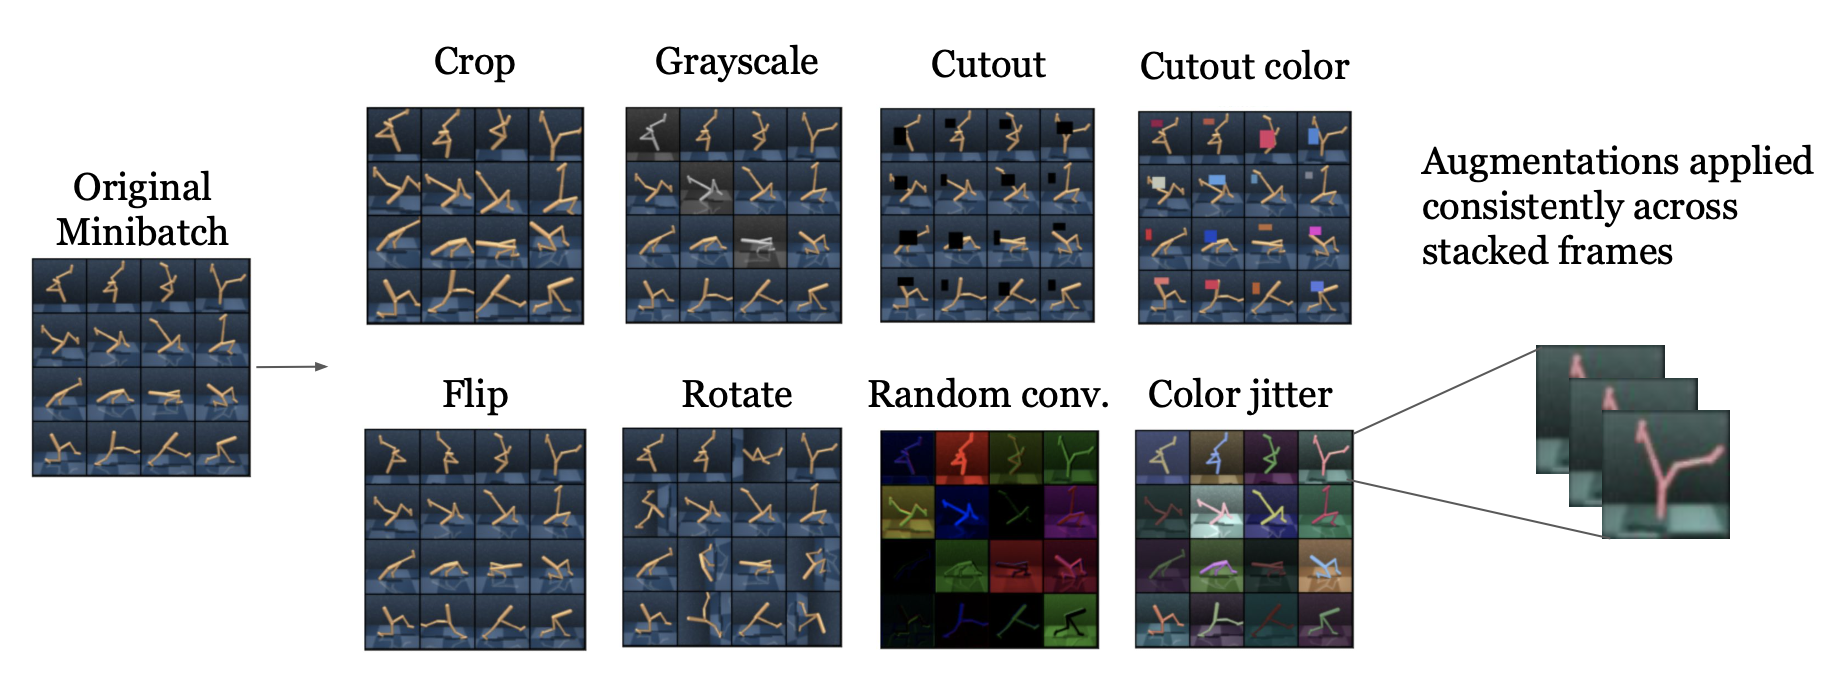 Original
Minibatch
Crop
Grayscale
Cutout
Cutout color
Flip
Rotate
Random conv.
Color jitter
Augmentations applied
consistently across
stacked frames